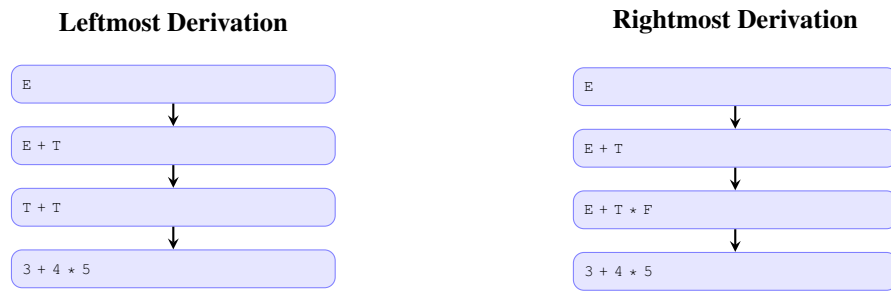 Leftmost Derivation
E
E + T
T + T
3 + 4 * 5
Rightmost Derivation
E
E + T
E + T * F
3 + 4 * 5